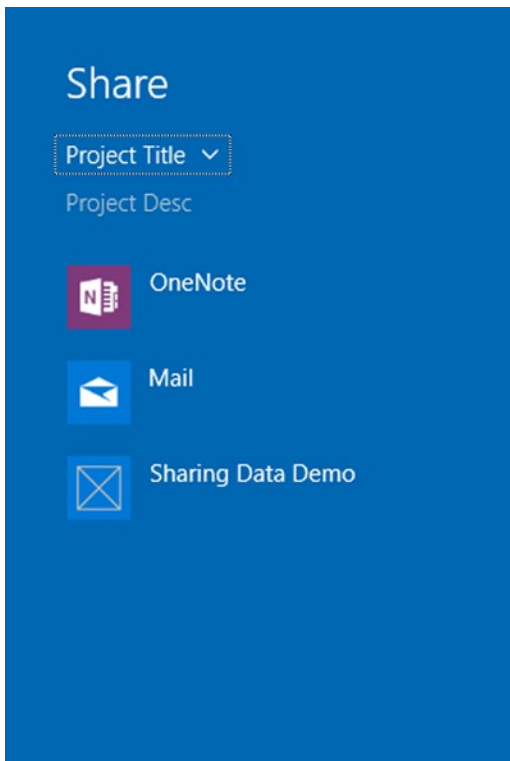 Share
Project Title
Project Desc
N
OneNote
Mail
Sharing Data Demo